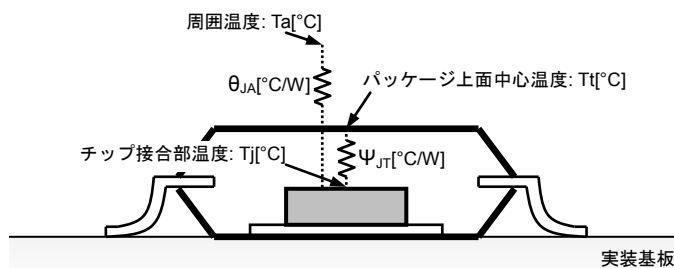 周囲温度: Ta[°C]
θJA[°C/W]
パッケージ上面中心温度: Tt[°C]
チップ接合部温度: Tj[°C]
ΨJT[°C/W]
実装基板